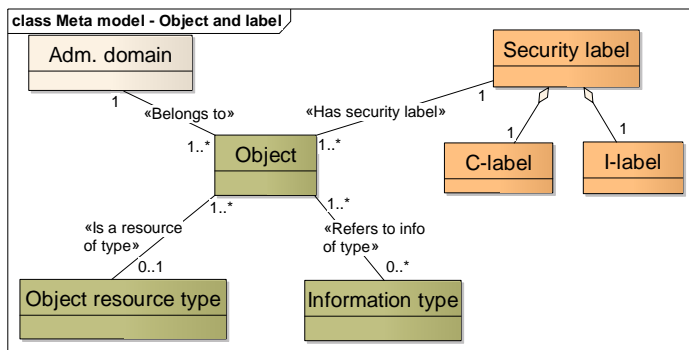 class Meta model - Object and label
Adm. domain
Security label
1
«Belongs to»
«Has security label»
1
1..*
1..*
Object
1
1
C-label
I-label
1..*
1..*
«Is a resource
of type»
«Refers to info
of type»
0..1
0..*
Object resource type
Information type